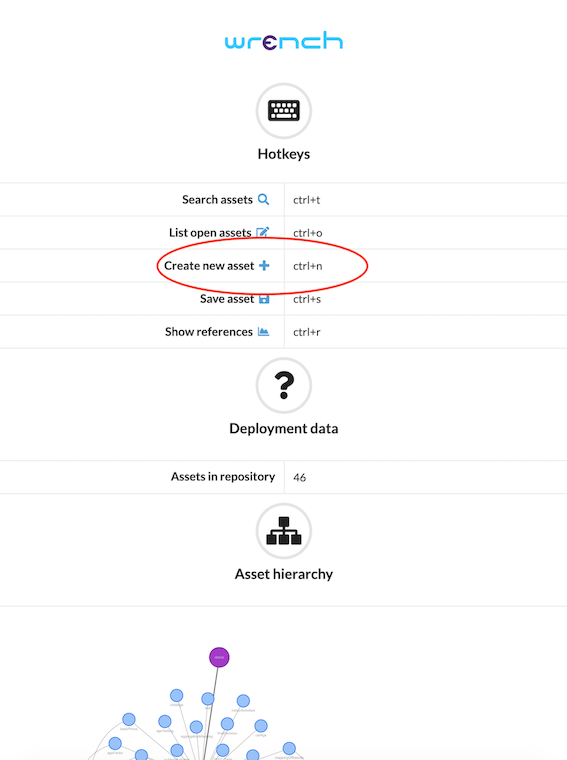 wrench
Hotkeys
Search assets ctrl+t
List open assets ctrl+o
Create new asset ctrl+n
Save asset ctrl+s
Show references ctrl+r
Deployment data
Assets in repository 46
Asset hierarchy